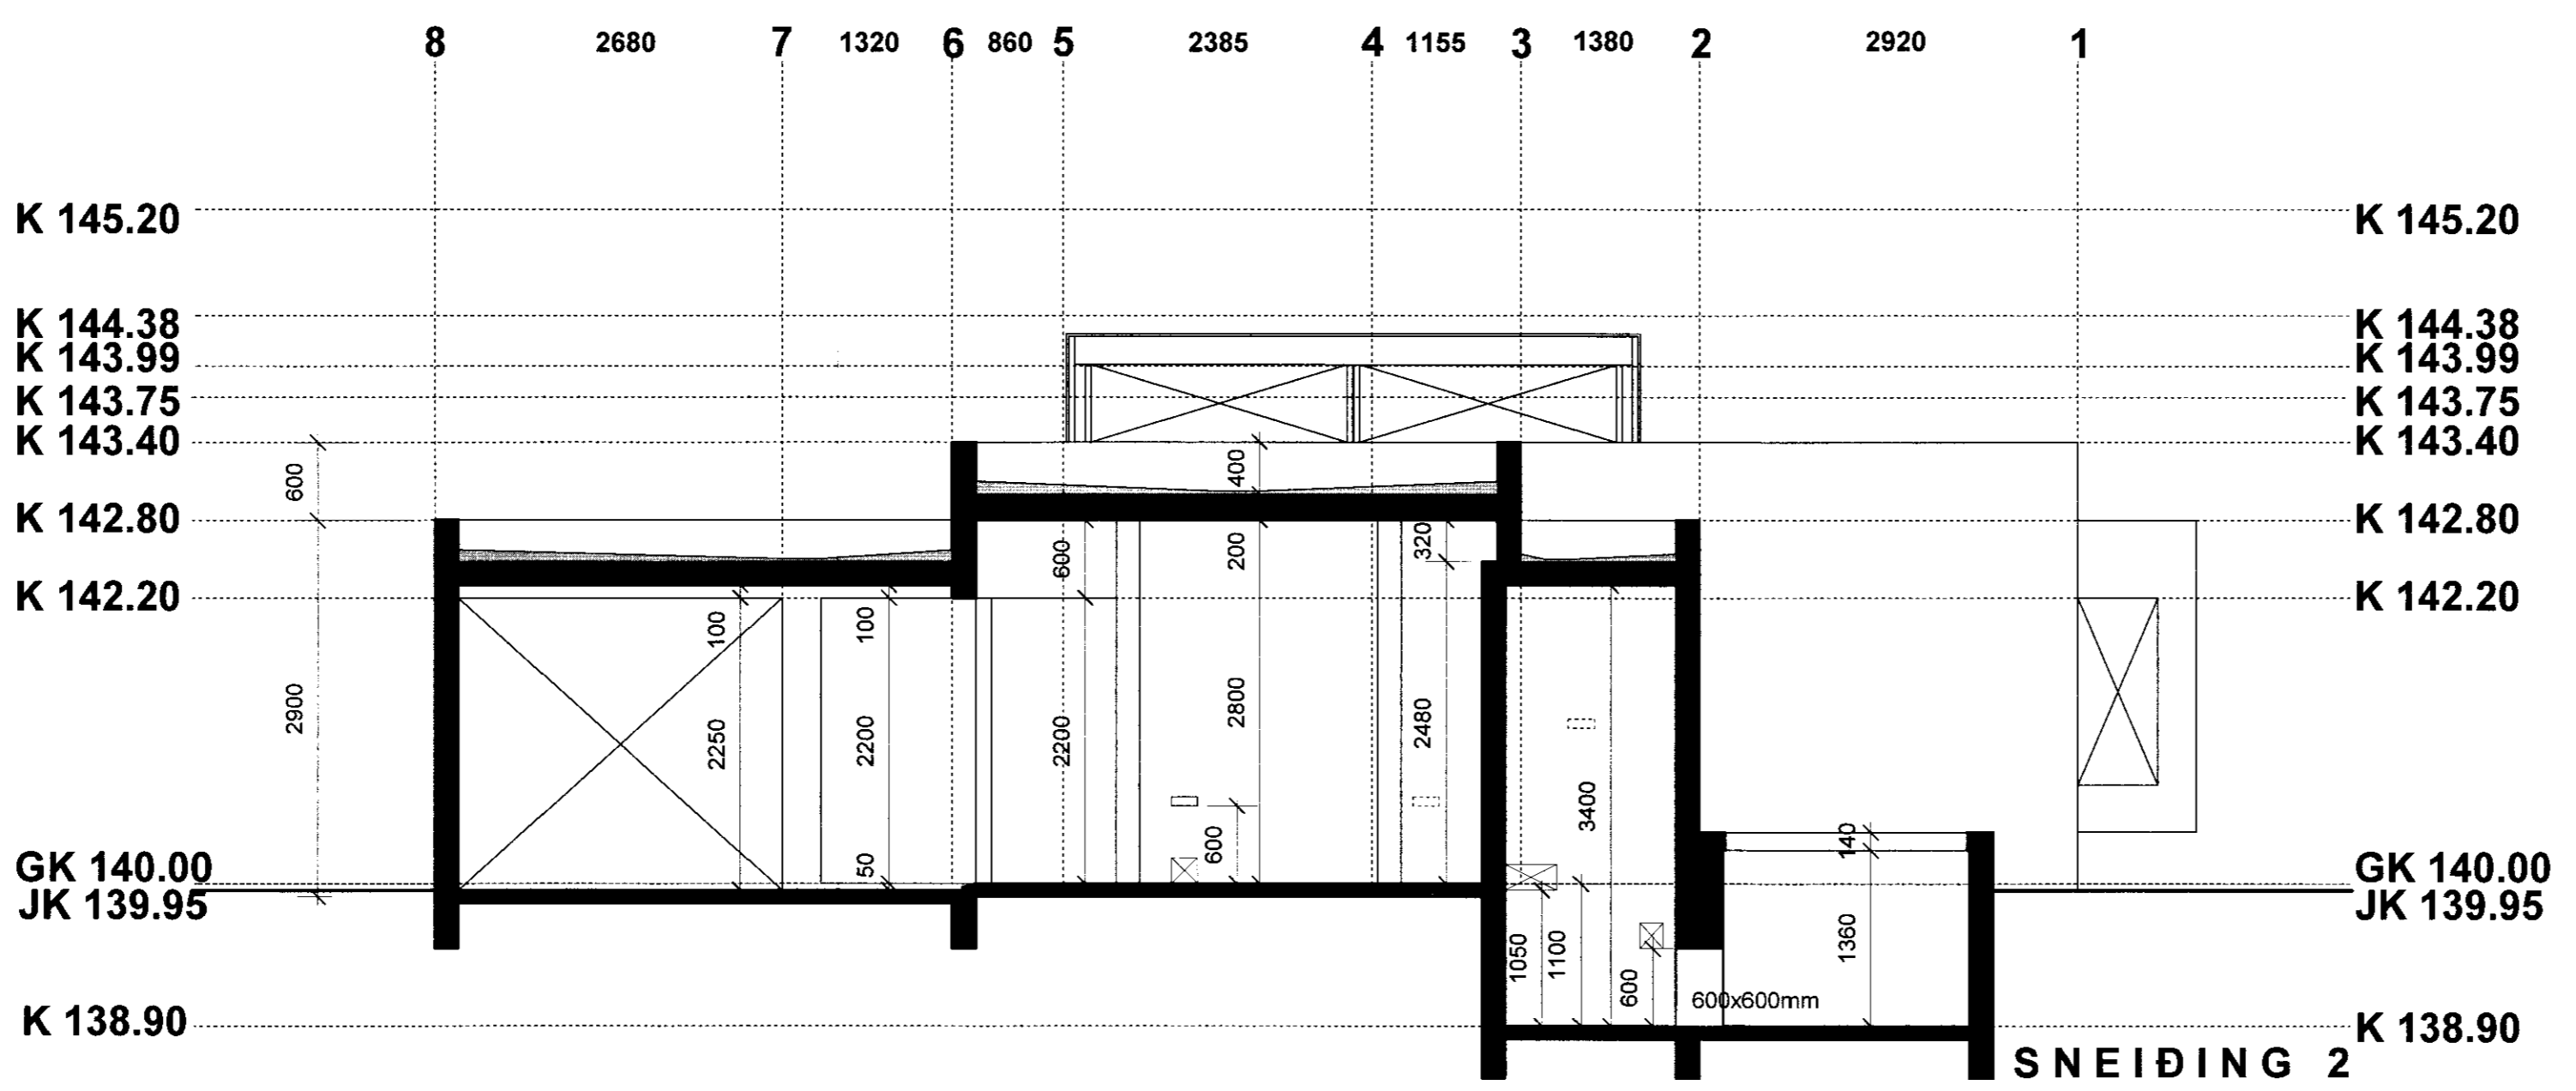 8 2680 7 1320 6 860 5 2385 4 1155 3 1380 2 2920 1
K 145.20 K 145.20
K 144.38 K 144.38
K 143.99 K 143.99
K 143.75 K 143.75
K 143.40 K 143.40
600 400
K 142.80 K 142.80
600 200 320
K 142.20 K 142.20
100 100
2900 2250 2200 2200 2800 2480
3400
600 140
50
GK 140.00 GK 140.00
JK 139.95 JK 139.95
1050 1100 1360
600 600x600mm
K 138.90 K 138.90
SNEIÐING 2